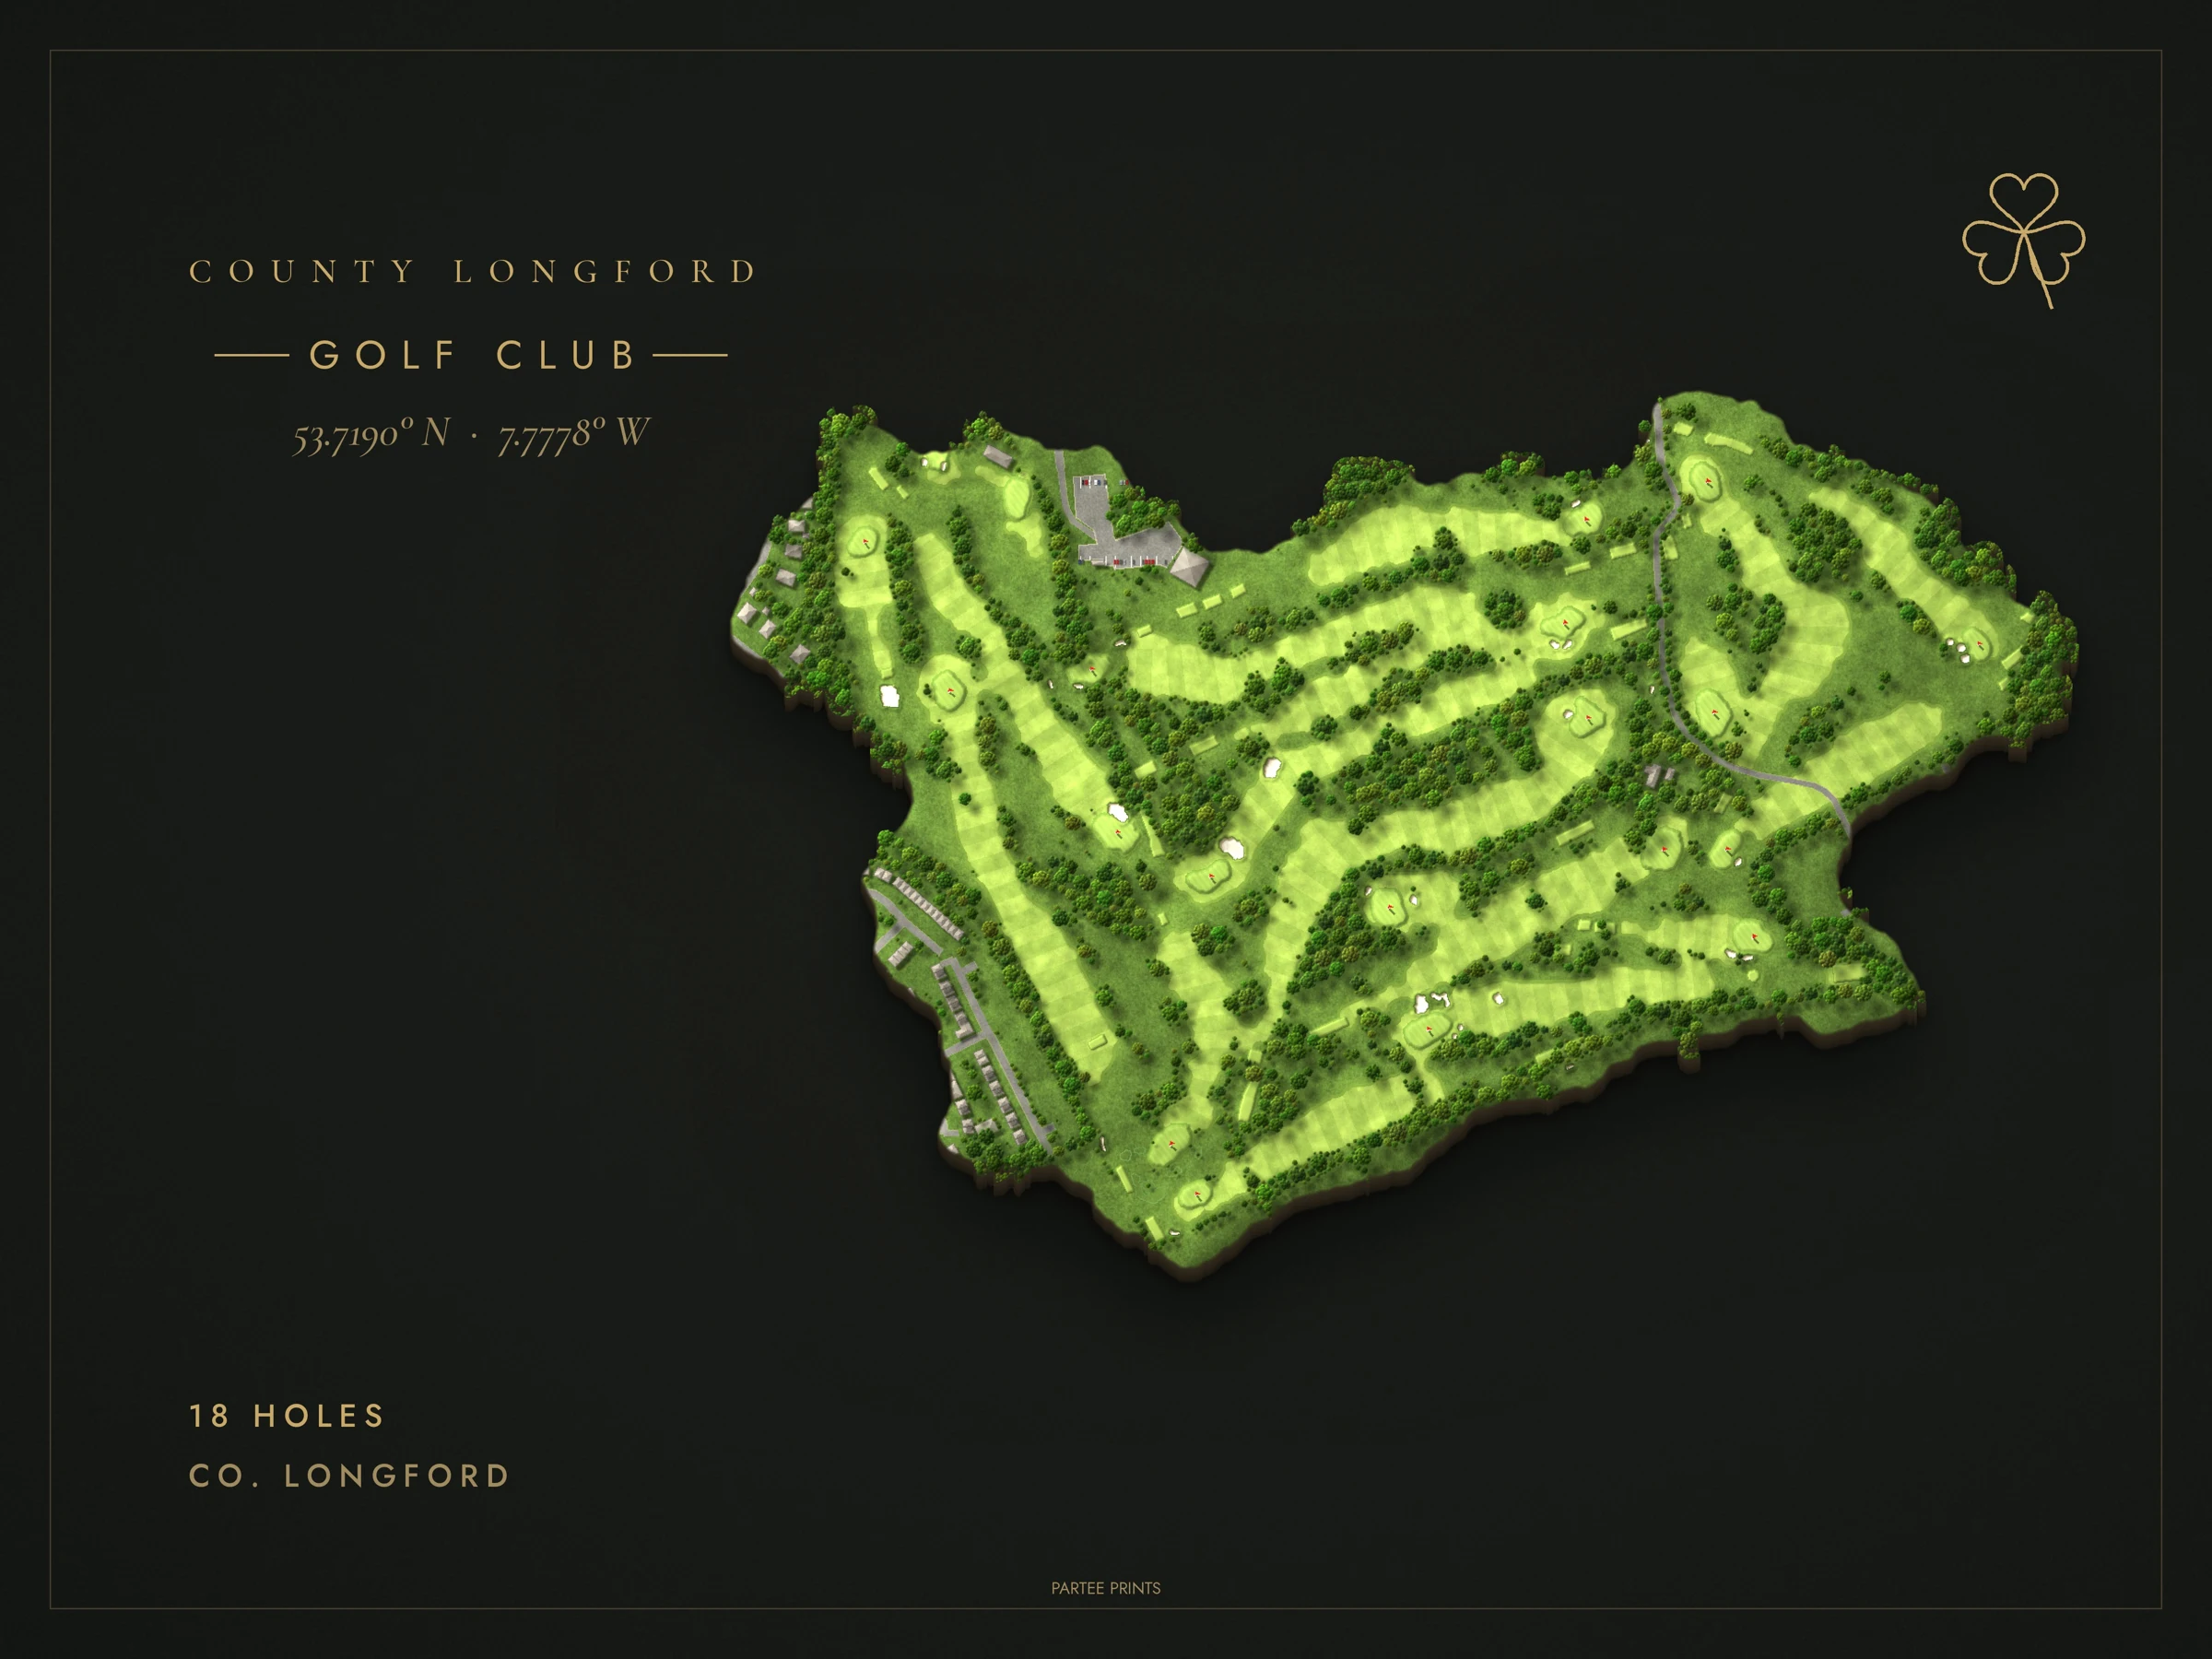 COUNTY LONGFORD
GOLF CLUB
53.7190° N · 7.7778° W
18 HOLES
CO. LONGFORD
PARTEE PRINTS